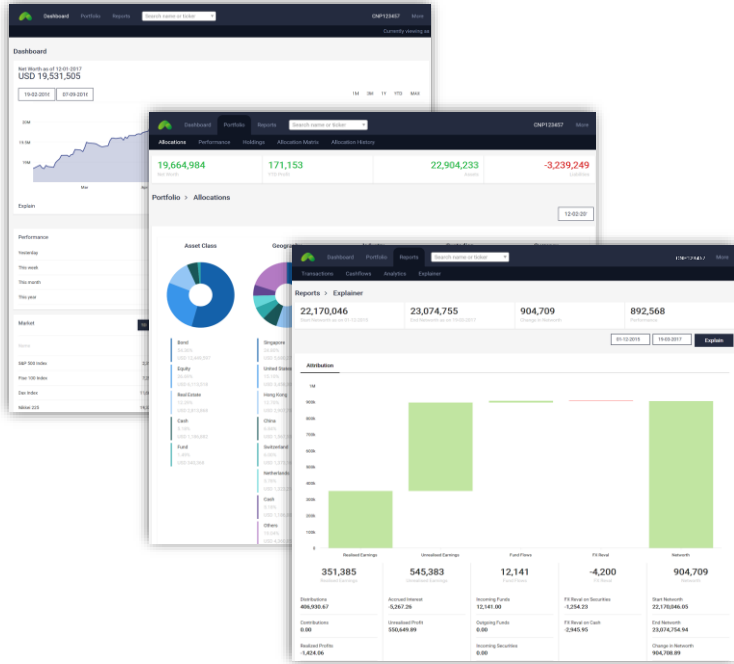 Dashboard Portfolio Reports Search name or ticker CNP123457 More
Currently viewing as
Dashboard
Net Worth as of 12-01-2017
USD 19,531,505
19-02-2016 07-09-2016 1M 3M 1Y YTD MAX
20M
19.5M
19M
Mar Apr
Explain
Performance
Yesterday
This week
This month
This year
Market
Name
S&P 500 Index
Ftse 100 Index
Dax Index
Nikkei 225
Dashboard Portfolio Reports Search name or ticker CNP123457 More
Allocations Performance Holdings Allocation Matrix Allocation History
19,664,984 171,153 22,904,233 -3,239,249
Net Worth YTD Profit Assets Liabilities
Portfolio > Allocations
12-02-20
Asset Class
Bond
Equity
Real Estate
Cash
Fund
Singapore
United States
Hong Kong
China
Switzerland
Netherlands
Cash
Others
Dashboard Portfolio Reports Search name or ticker More
Transactions Cashflows Analytics Explainer
Reports > Explainer
22,170,046 23,074,755 904,709 892,568
Change in Networth Performance
01-12-2016 19-05-2017 Explain
Attribution
1M
900k
800k
700k
600k
500k
400k
300k
200k
100k
0
Realised Earnings Unrealised Earnings Fund Flows FX Reval Networth
351,385 545,383 12,141 -4,200 904,709
Realised Earnings Unrealised Earnings Fund Flows FX Reval Networth
Distributions Accrued Interest Incoming Funds FX Reval on Securities Start Networth
406,930.67 -5,267.26 12,141.00 -1,254.23 22,170,046.05
Contributions Unrealised Profit Outgoing Funds FX Reval on Cash End Networth
0.00 550,649.89 0.00 -2,945.95 23,074,754.94
Realised Profits Incoming Securities Change in Networth
-1,424.06 0.00 904,708.89